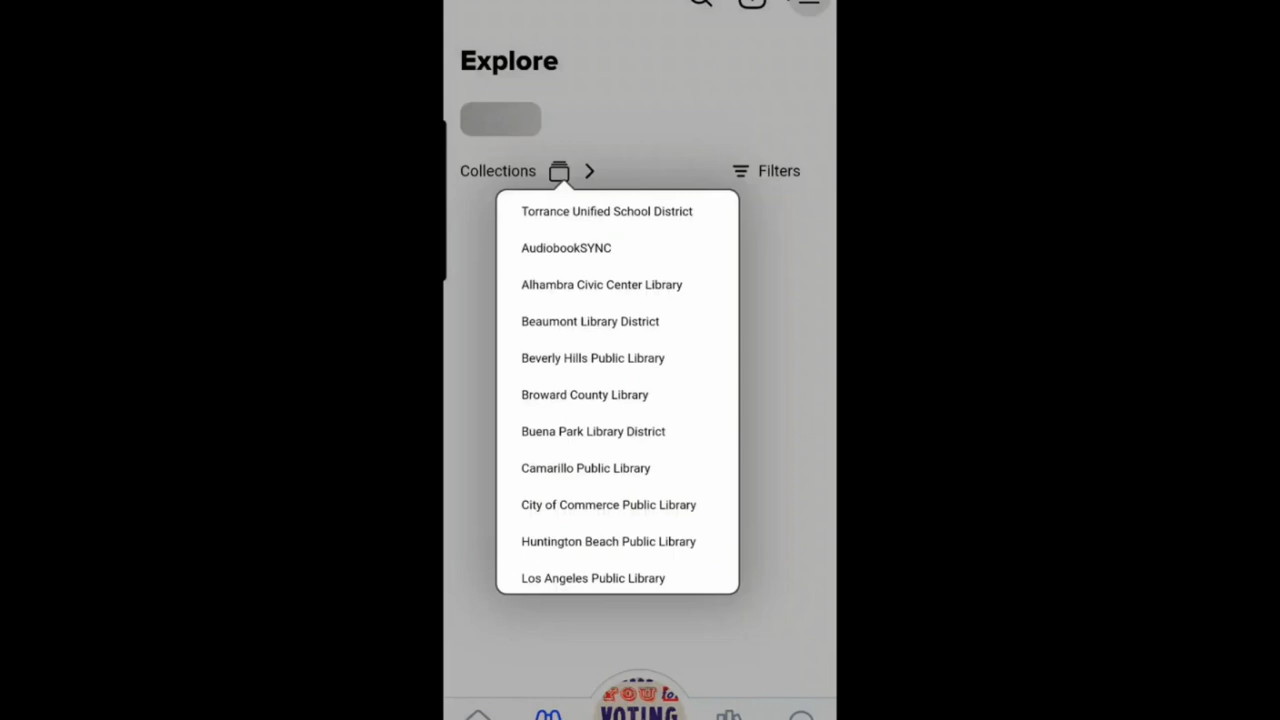 Explore
Collections
Filters
Torrance Unified School District
AudiobookSYNC
Alhambra Civic Center Library
Beaumont Library District
Beverly Hills Public Library
Broward County Library
Buena Park Library District
Camarillo Public Library
City of Commerce Public Library
Huntington Beach Public Library
Los Angeles Public Library
YOU
VOTING